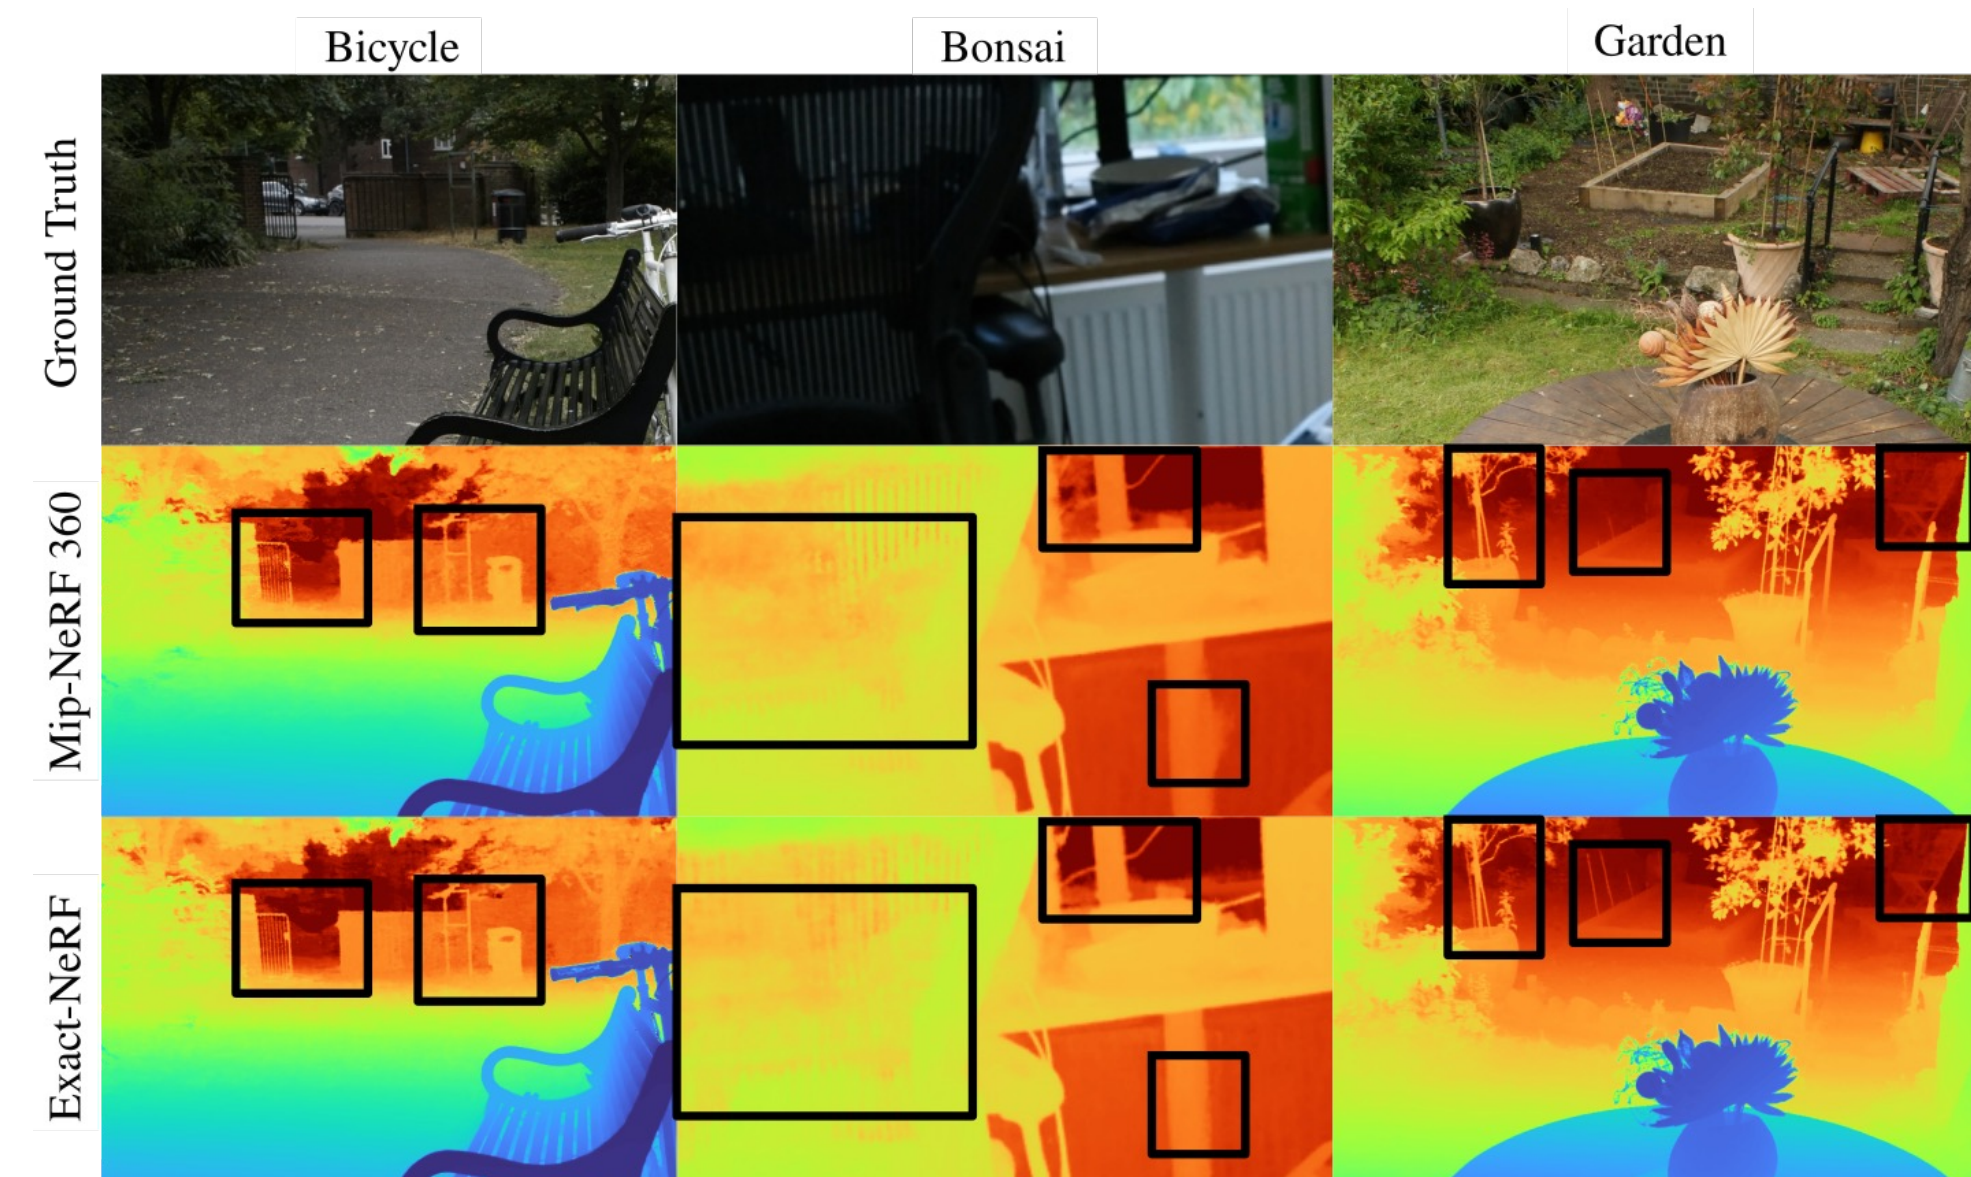 Bicycle
Bonsai
Garden
Ground Truth
Mip-NeRF 360
Exact-NeRF